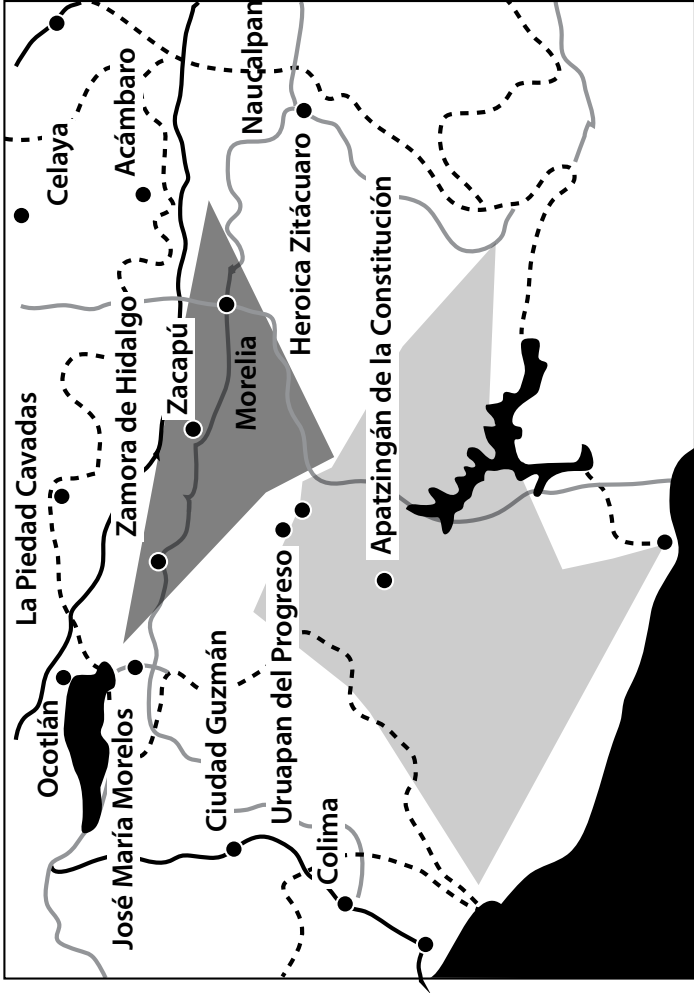 La Piedad Cavadas
Ocotlán
Celaya
José María Morelos
Zamora de Hidalgo
Acámbaro
Zacapú
Ciudad Guzmán
Morelia
Naucalpan
Uruapan del Progreso
Heroica Zitácuaro
Colima
Apatzingán de la Constitución